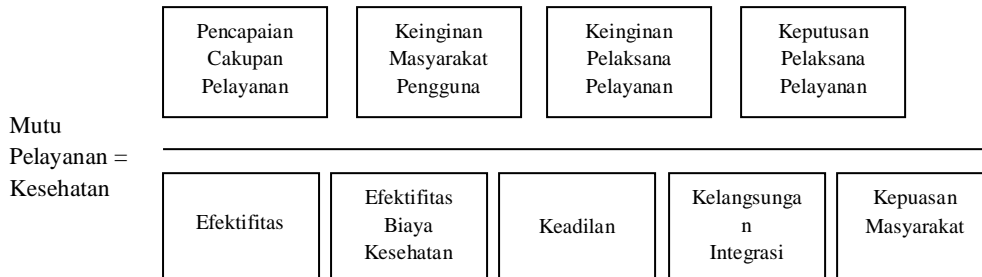 Pencapaian
Cakupan
Pelayanan
Keinginan
Masyarakat
Pengguna
Keinginan
Pelaksana
Pelayanan
Keputusan
Pelaksana
Pelayanan
Mutu
Pelayanan =
Kesehatan
Efektifitas
Efektifitas
Biaya
Kesehatan
Keadilan
Kelangsunga
n
Integrasi
Kepuasan
Masyarakat